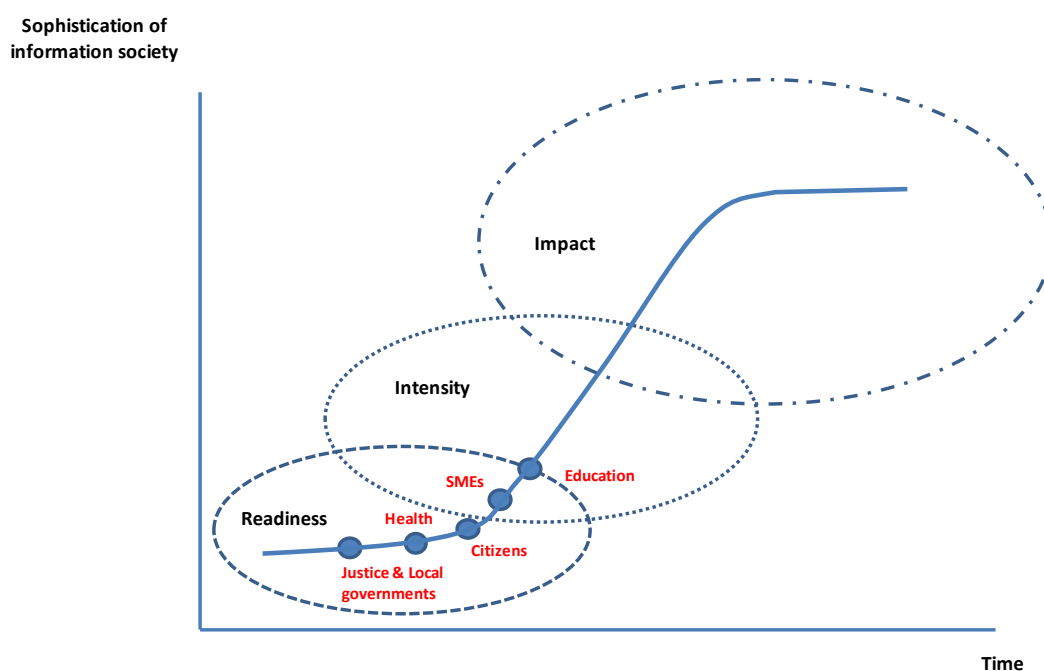 Sophistication of
information society
Impact
Intensity
SMEs
Education
Readiness
Health
Citizens
Justice & Local
governments
Time